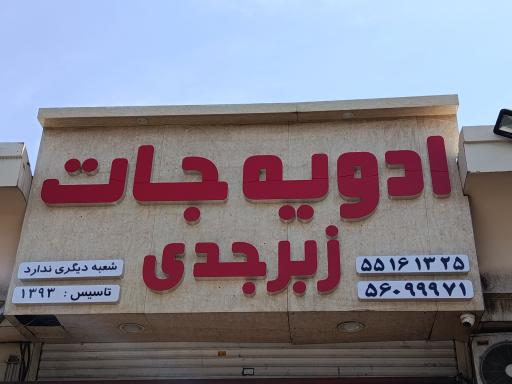 ادویه جات
زبرجدی
۵۵۱۶۱۳۲۵
۵۶۰۹۹۹۷۱
شعبه دیگری ندارد
تاسیس : ۱۳۹۳